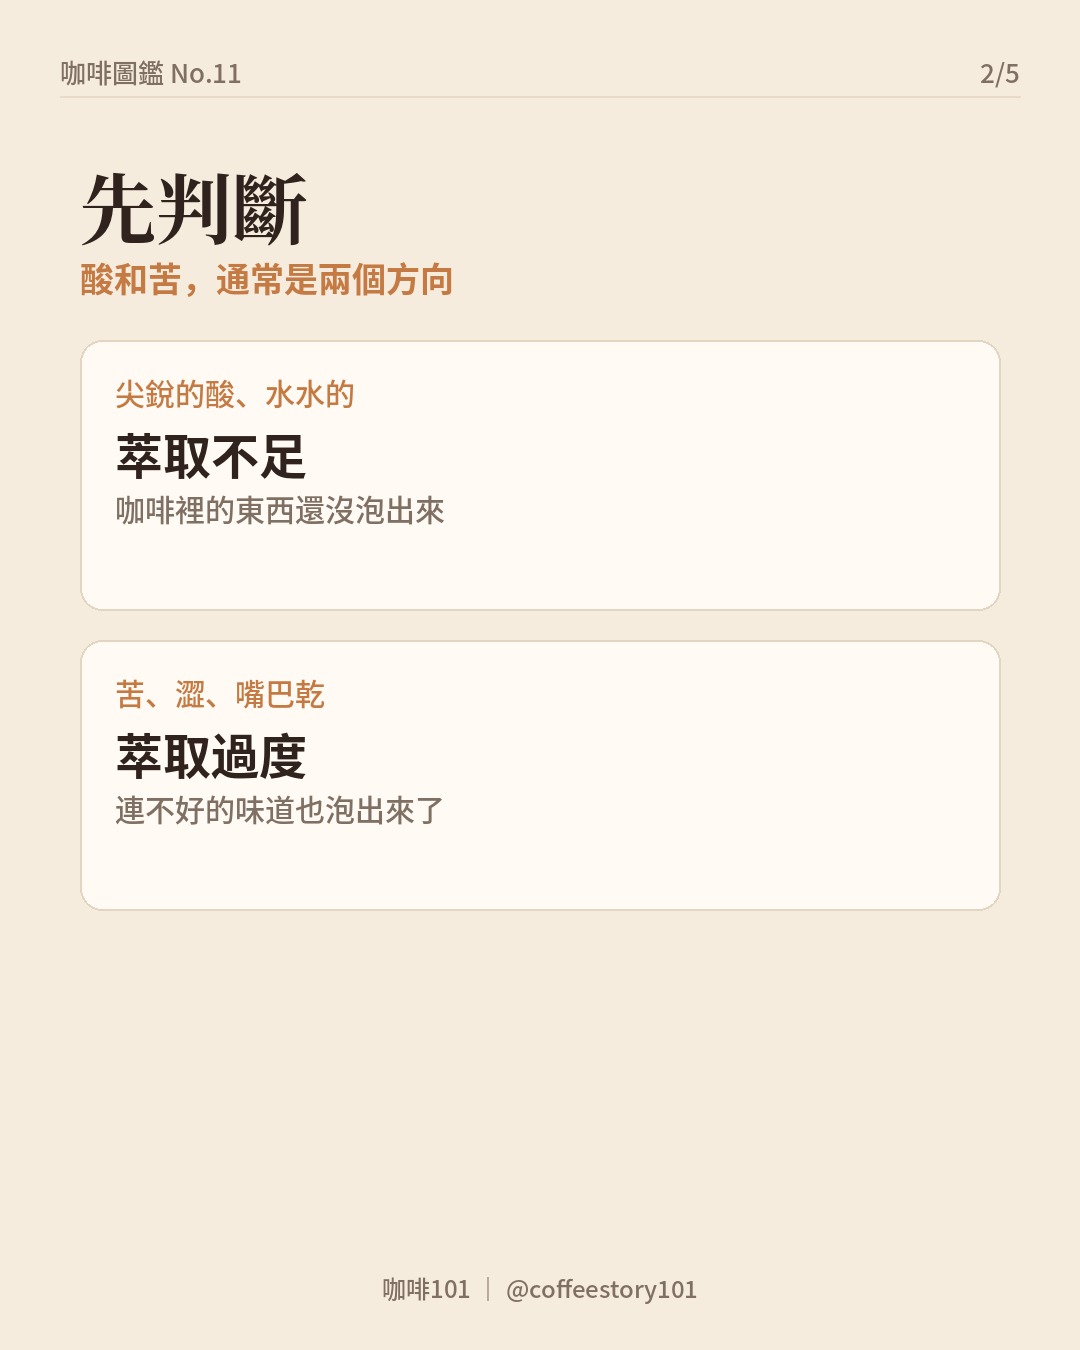 咖啡圖鑑 No.11
2/5
先判斷
酸和苦，通常是兩個方向
尖銳的酸、水水的
萃取不足
咖啡裡的東西還沒泡出來
苦、澀、嘴巴乾
萃取過度
連不好的味道也泡出來了
咖啡101｜@coffeestory101